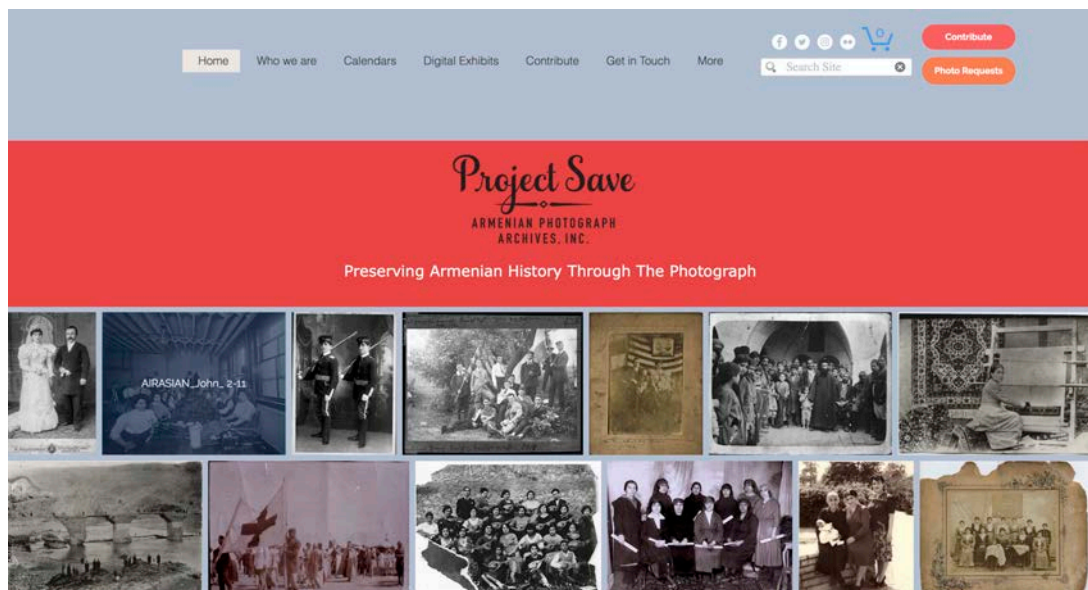 Home Who we are Calendars Digital Exhibits Contribute Get in Touch More
0
Contribute
Search Site
Photo Requests
Project Save
ARMENIAN PHOTOGRAPH
ARCHIVES, INC.
Preserving Armenian History Through The Photograph
AIRASIAN_John_ 2-11